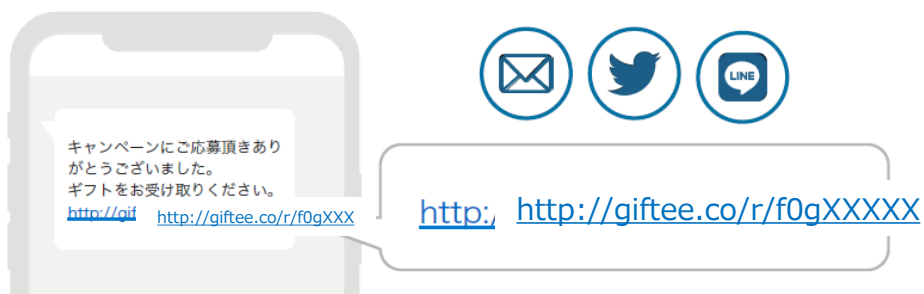 キャンペーンにご応募頂きあり
がとうございました。
ギフトをお受け取りください。
http://gif http://giftee.co/r/f0gXXX
LINE
http:/ http://giftee.co/r/f0gXXXXX